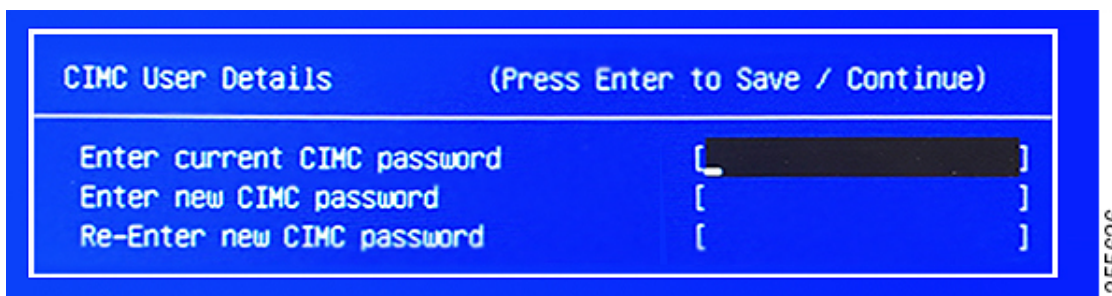 CIMC User Details (Press Enter to Save / Continue)
Enter current CIMC password [_ ]
Enter new CIMC password [ ]
Re-Enter new CIMC password [ ]